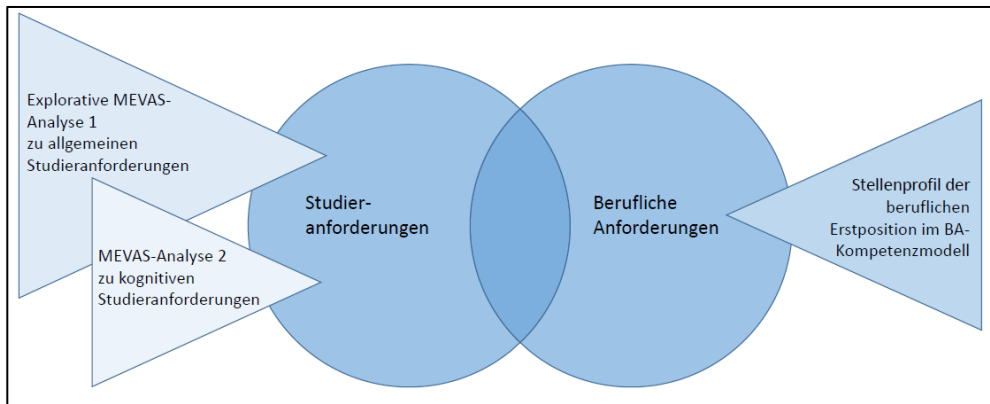 Explorative MEVAS-
Analyse 1
zu allgemeinen
Studieranforderungen
MEVAS-Analyse 2
zu kognitiven
Studieranforderungen
Studier-
anforderungen
Berufliche
Anforderungen
Stellenprofil der
beruflichen
Erstposition im BA-
Kompetenzmodell